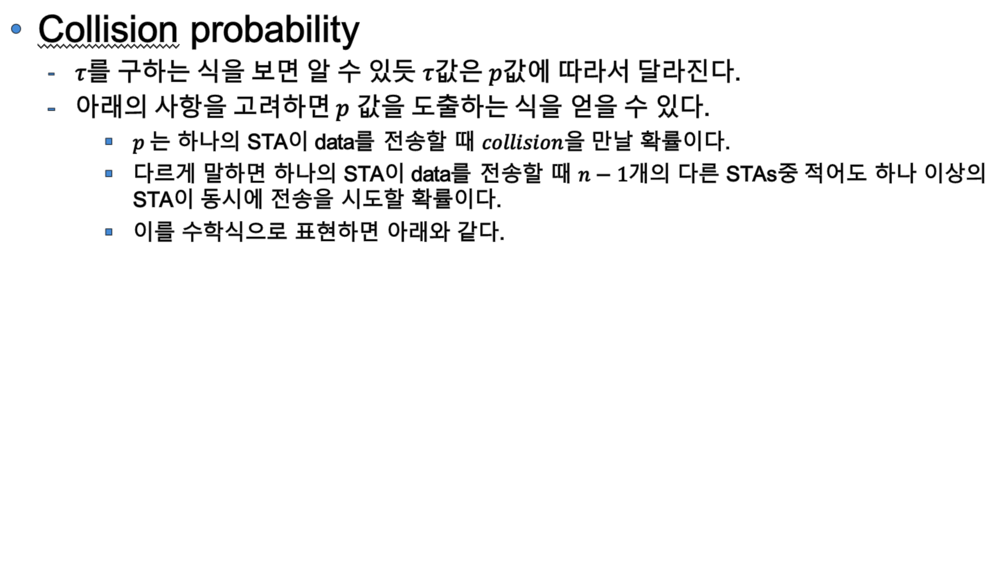 Collision probability
τ를 구하는 식을 보면 알 수 있듯 τ값은 p값에 따라서 달라진다.
아래의 사항을 고려하면 p 값을 도출하는 식을 얻을 수 있다.
p 는 하나의 STA이 data를 전송할 때 collision을 만날 확률이다.
다르게 말하면 하나의 STA이 data를 전송할 때 n − 1개의 다른 STAs중 적어도 하나 이상의
STA이 동시에 전송을 시도할 확률이다.
이를 수학식으로 표현하면 아래와 같다.